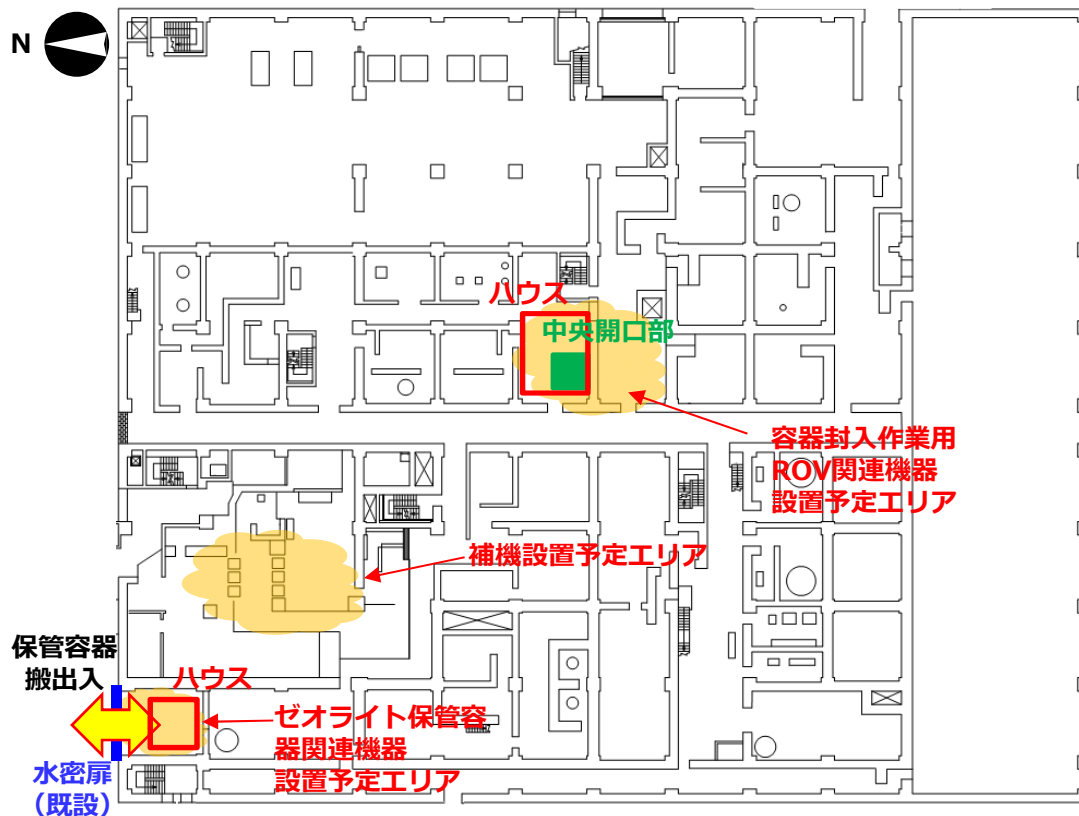 N
ハウス
中央開口部
容器封入作業用
ROV関連機器
設置予定エリア
補機設置予定エリア
保管容器
搬出入
ハウス
ゼオライト保管容
器関連機器
設置予定エリア
水密扉
（既設）